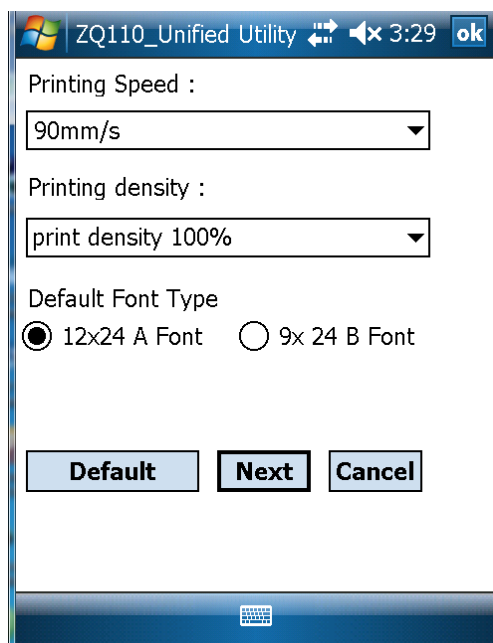 ZQ110_Unified Utility 3:29 ok
Printing Speed :
90mm/s
Printing density :
print density 100%
Default Font Type
12x24 A Font 9x 24 B Font
Default Next Cancel